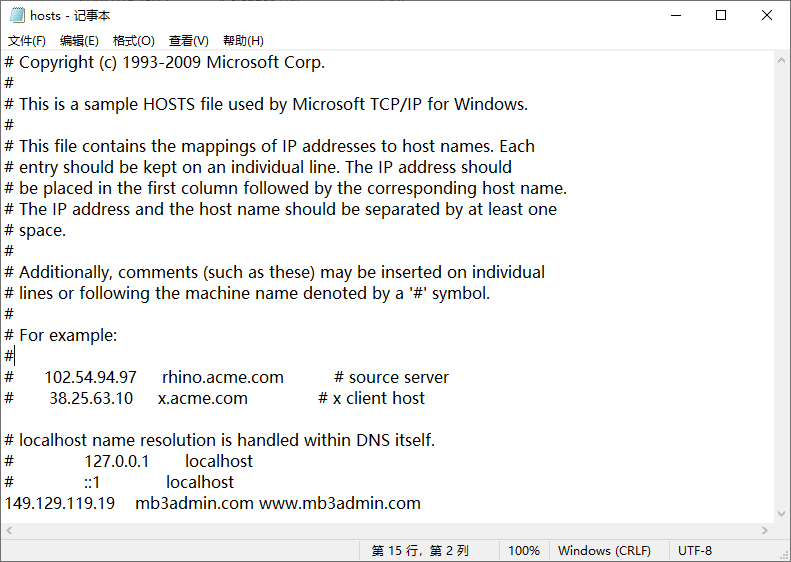 hosts - 记事本
文件(F) 编辑(E) 格式(O) 查看(V) 帮助(H)
# Copyright (c) 1993-2009 Microsoft Corp.
#
# This is a sample HOSTS file used by Microsoft TCP/IP for Windows.
#
# This file contains the mappings of IP addresses to host names. Each
# entry should be kept on an individual line. The IP address should
# be placed in the first column followed by the corresponding host name.
# The IP address and the host name should be separated by at least one
# space.
#
# Additionally, comments (such as these) may be inserted on individual
# lines or following the machine name denoted by a '#' symbol.
#
# For example:
#
#       102.54.94.97      rhino.acme.com            # source server
#        38.25.63.10      x.acme.com                 # x client host

# localhost name resolution is handled within DNS itself.
#                 127.0.0.1        localhost
#                 ::1                localhost
149.129.119.19     mb3admin.com www.mb3admin.com
第 15 行，第 2 列 100% Windows (CRLF) UTF-8